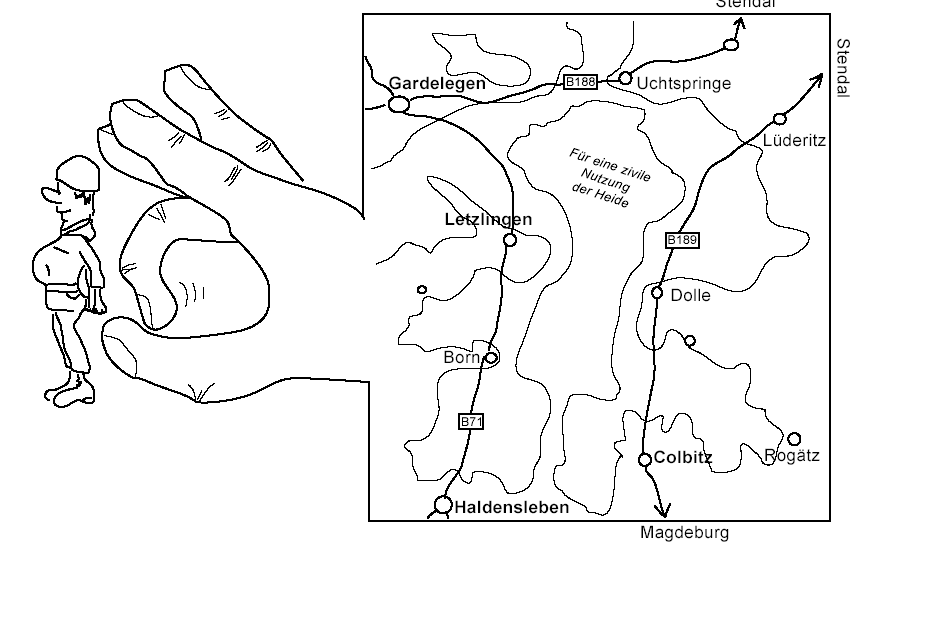 Stendal
Stendal
Gardelegen
B188
Uchtspringe
Lüderitz
Für eine zivile
Nutzung
der Heide
Letzlingen
B189
Dolle
Born
B71
Colbitz
Rogätz
Haldensleben
Magdeburg